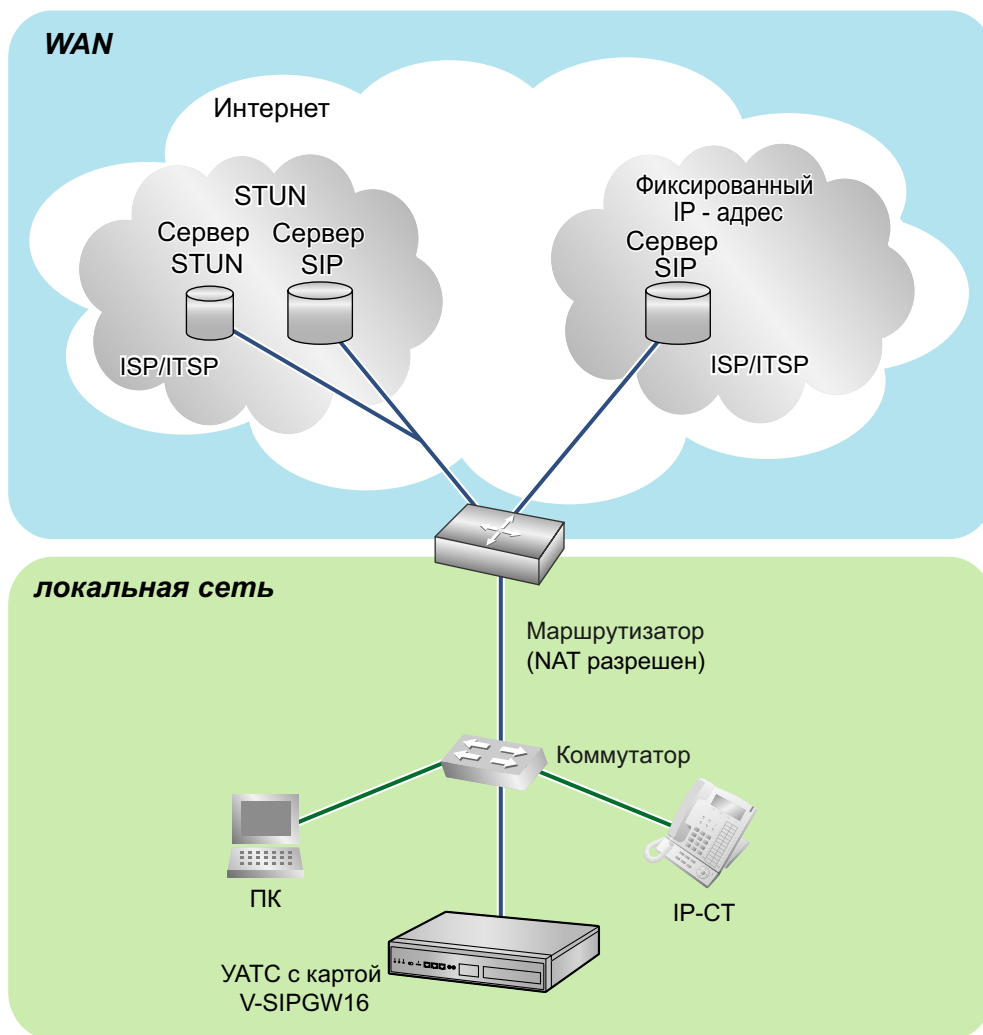 WAN
Интернет
STUN
Сервер
STUN
Сервер
SIP
ISP/ITSP
Фиксированный
IP - адрес
Сервер
SIP
ISP/ITSP
локальная сеть
Маршрутизатор
(NAT разрешен)
Коммутатор
ПК
IP-СТ
УАТС с картой
V-SIPGW16